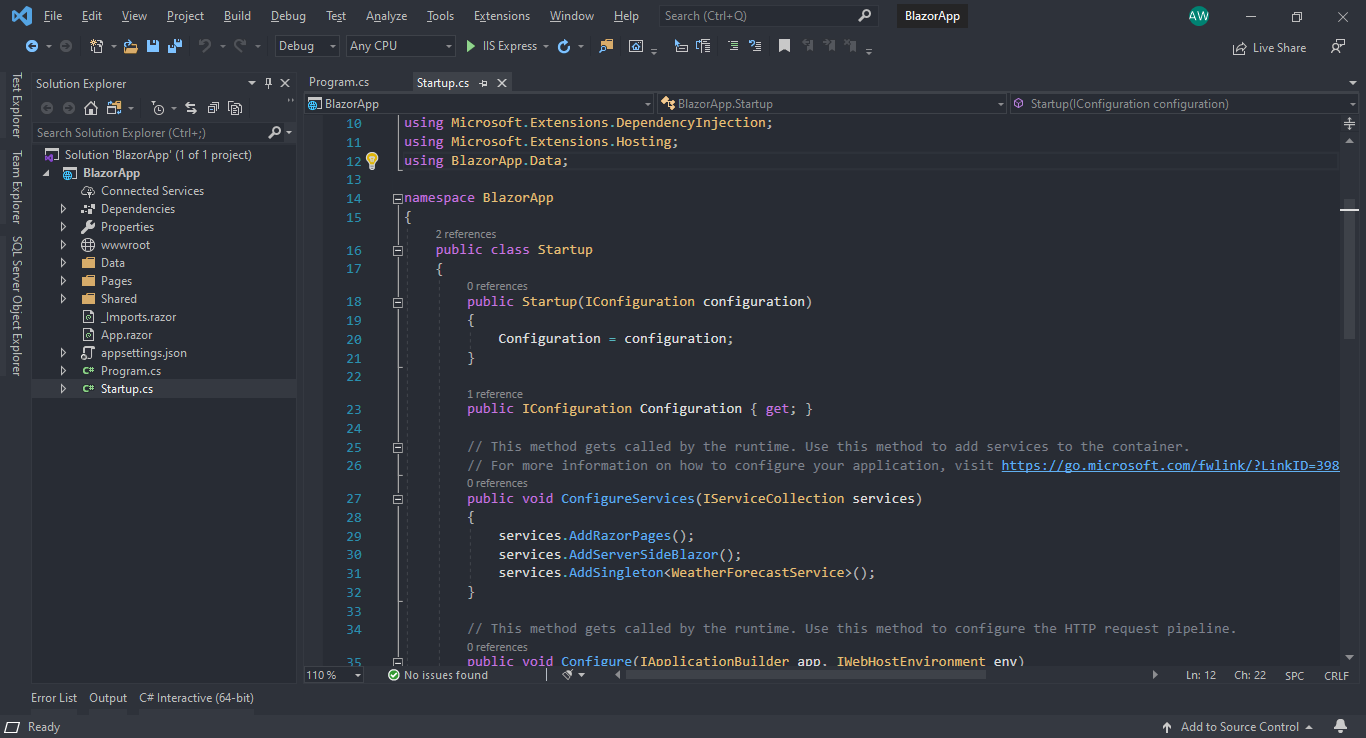 File Edit View Project Build Debug Test Analyze Tools Extensions Window Help Search (Ctrl+Q) BlazorApp AW
Debug Any CPU IIS Express Live Share
Test Explorer
Team Explorer
SQL Server Object Explorer
Solution Explorer
Search Solution Explorer (Ctrl+;)
Solution 'BlazorApp' (1 of 1 project)
BlazorApp
Connected Services
Dependencies
Properties
wwwroot
Data
Pages
Shared
_Imports.razor
App.razor
appsettings.json
C# Program.cs
C# Startup.cs
Program.cs Startup.cs
BlazorApp BlazorApp.Startup Startup(IConfiguration configuration)
10 using Microsoft.Extensions.DependencyInjection;
11 using Microsoft.Extensions.Hosting;
12 using BlazorApp.Data;
13
14 namespace BlazorApp
15 {
2 references
16 public class Startup
17 {
0 references
18 public Startup(IConfiguration configuration)
19 {
20 Configuration = configuration;
21 }
22
1 reference
23 public IConfiguration Configuration { get; }
24
25 // This method gets called by the runtime. Use this method to add services to the container.
26 // For more information on how to configure your application, visit https://go.microsoft.com/fwlink/?LinkID=398
0 references
27 public void ConfigureServices(IServiceCollection services)
28 {
29 services.AddRazorPages();
30 services.AddServerSideBlazor();
31 services.AddSingleton<WeatherForecastService>();
32 }
33
34 // This method gets called by the runtime. Use this method to configure the HTTP request pipeline.
0 references
35 public void Configure(IApplicationBuilder app, IWebHostEnvironment env)
110 % No issues found Ln: 12 Ch: 22 SPC CRLF
Error List Output C# Interactive (64-bit)
Ready Add to Source Control